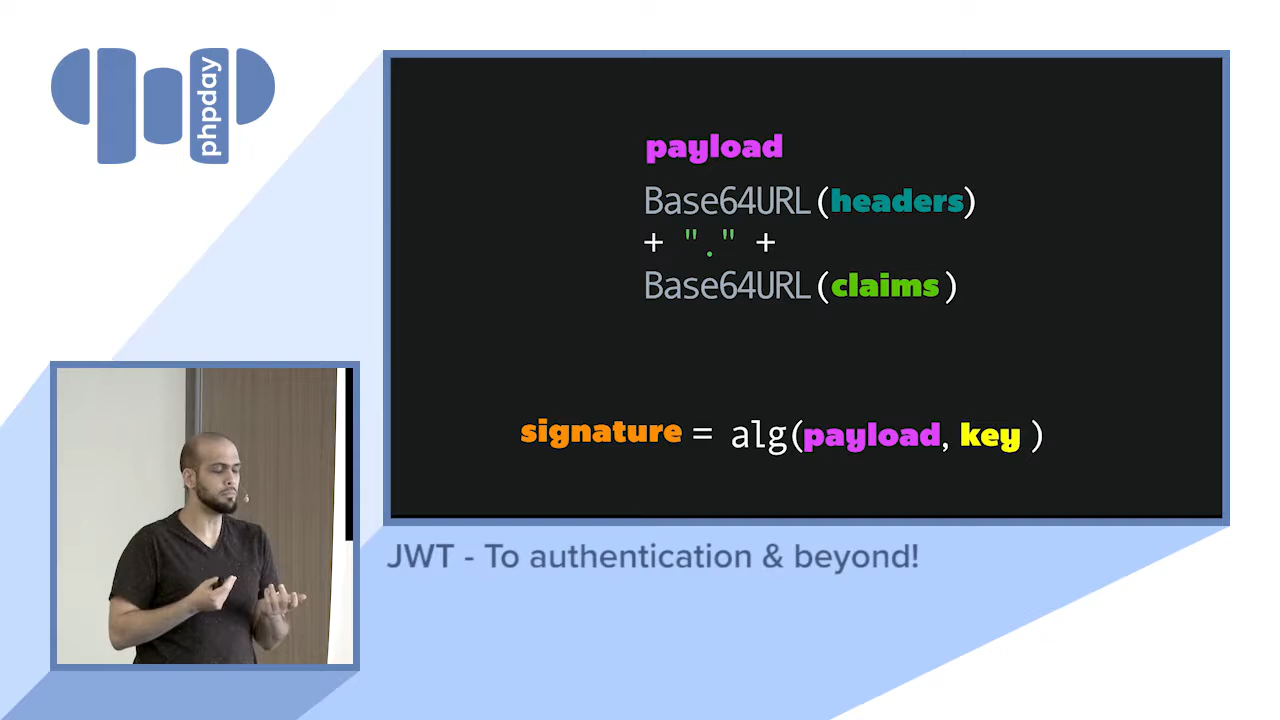 phpday
payload
Base64URL(headers)
+ "." +
Base64URL(claims)
signature = alg(payload, key )
JWT - To authentication & beyond!